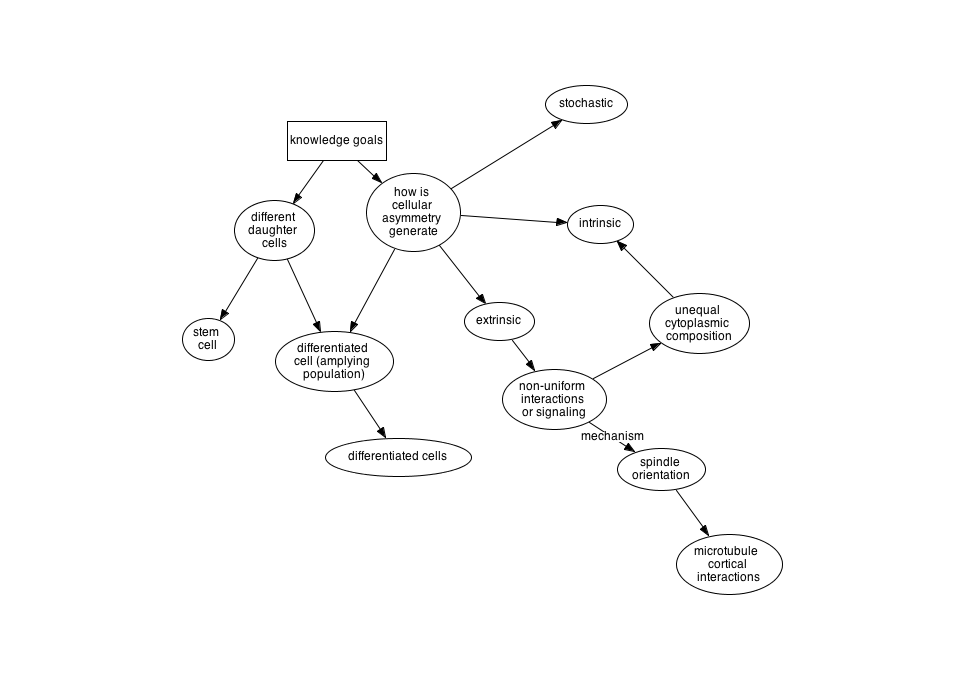 stochastic
knowledge goals
how is
cellular
asymmetry
generate
different
daughter
cells
intrinsic
extrinsic
unequal
cytoplasmic
composition
stem
cell
differentiated
cell (amplying
population)
non-uniform
interactions
or signaling
mechanism
differentiated cells
spindle
orientation
microtubule
cortical
interactions